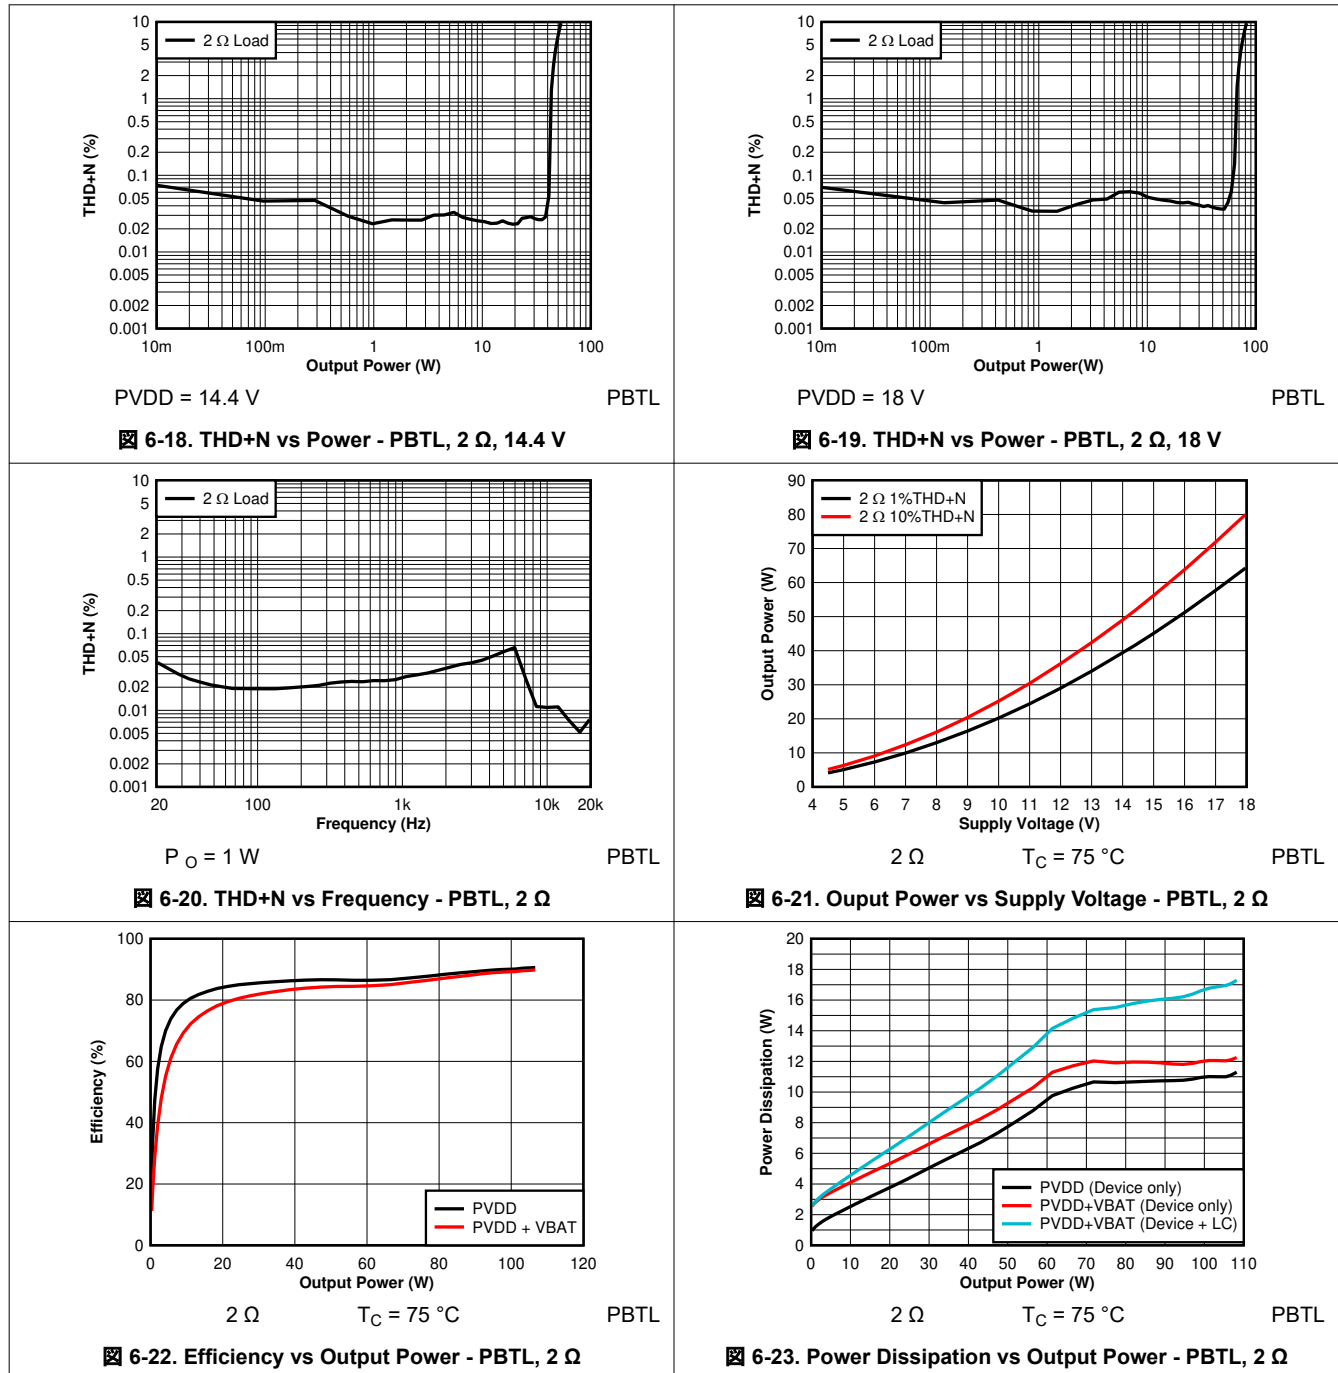 10
5
2
1
0.5
0.2
0.1
0.05
0.02
0.01
0.005
0.002
0.001
THD+N (%)
2 Ω Load
10m 100m 1 10 100
Output Power (W)
PVDD = 14.4 V PBTL
図 6-18. THD+N vs Power - PBTL, 2 Ω, 14.4 V
10
5
2
1
0.5
0.2
0.1
0.05
0.02
0.01
0.005
0.002
0.001
THD+N (%)
2 Ω Load
10m 100m 1 10 100
Output Power(W)
PVDD = 18 V PBTL
図 6-19. THD+N vs Power - PBTL, 2 Ω, 18 V
10
5
2
1
0.5
0.2
0.1
0.05
0.02
0.01
0.005
0.002
0.001
THD+N (%)
2 Ω Load
20 100 1k 10k 20k
Frequency (Hz)
P O = 1 W PBTL
図 6-20. THD+N vs Frequency - PBTL, 2 Ω
90
80
70
60
50
40
30
20
10
0
Output Power (W)
2 Ω 1%THD+N
2 Ω 10%THD+N
4 5 6 7 8 9 10 11 12 13 14 15 16 17 18
Supply Voltage (V)
2 Ω TC = 75 °C PBTL
図 6-21. Ouput Power vs Supply Voltage - PBTL, 2 Ω
100
80
60
40
20
0
Efficiency (%)
PVDD
PVDD + VBAT
0 20 40 60 80 100 120
Output Power (W)
2 Ω TC = 75 °C PBTL
図 6-22. Efficiency vs Output Power - PBTL, 2 Ω
20
18
16
14
12
10
8
6
4
2
0
Power Dissipation (W)
PVDD (Device only)
PVDD+VBAT (Device only)
PVDD+VBAT (Device + LC)
0 10 20 30 40 50 60 70 80 90 100 110
Output Power (W)
2 Ω TC = 75 °C PBTL
図 6-23. Power Dissipation vs Output Power - PBTL, 2 Ω